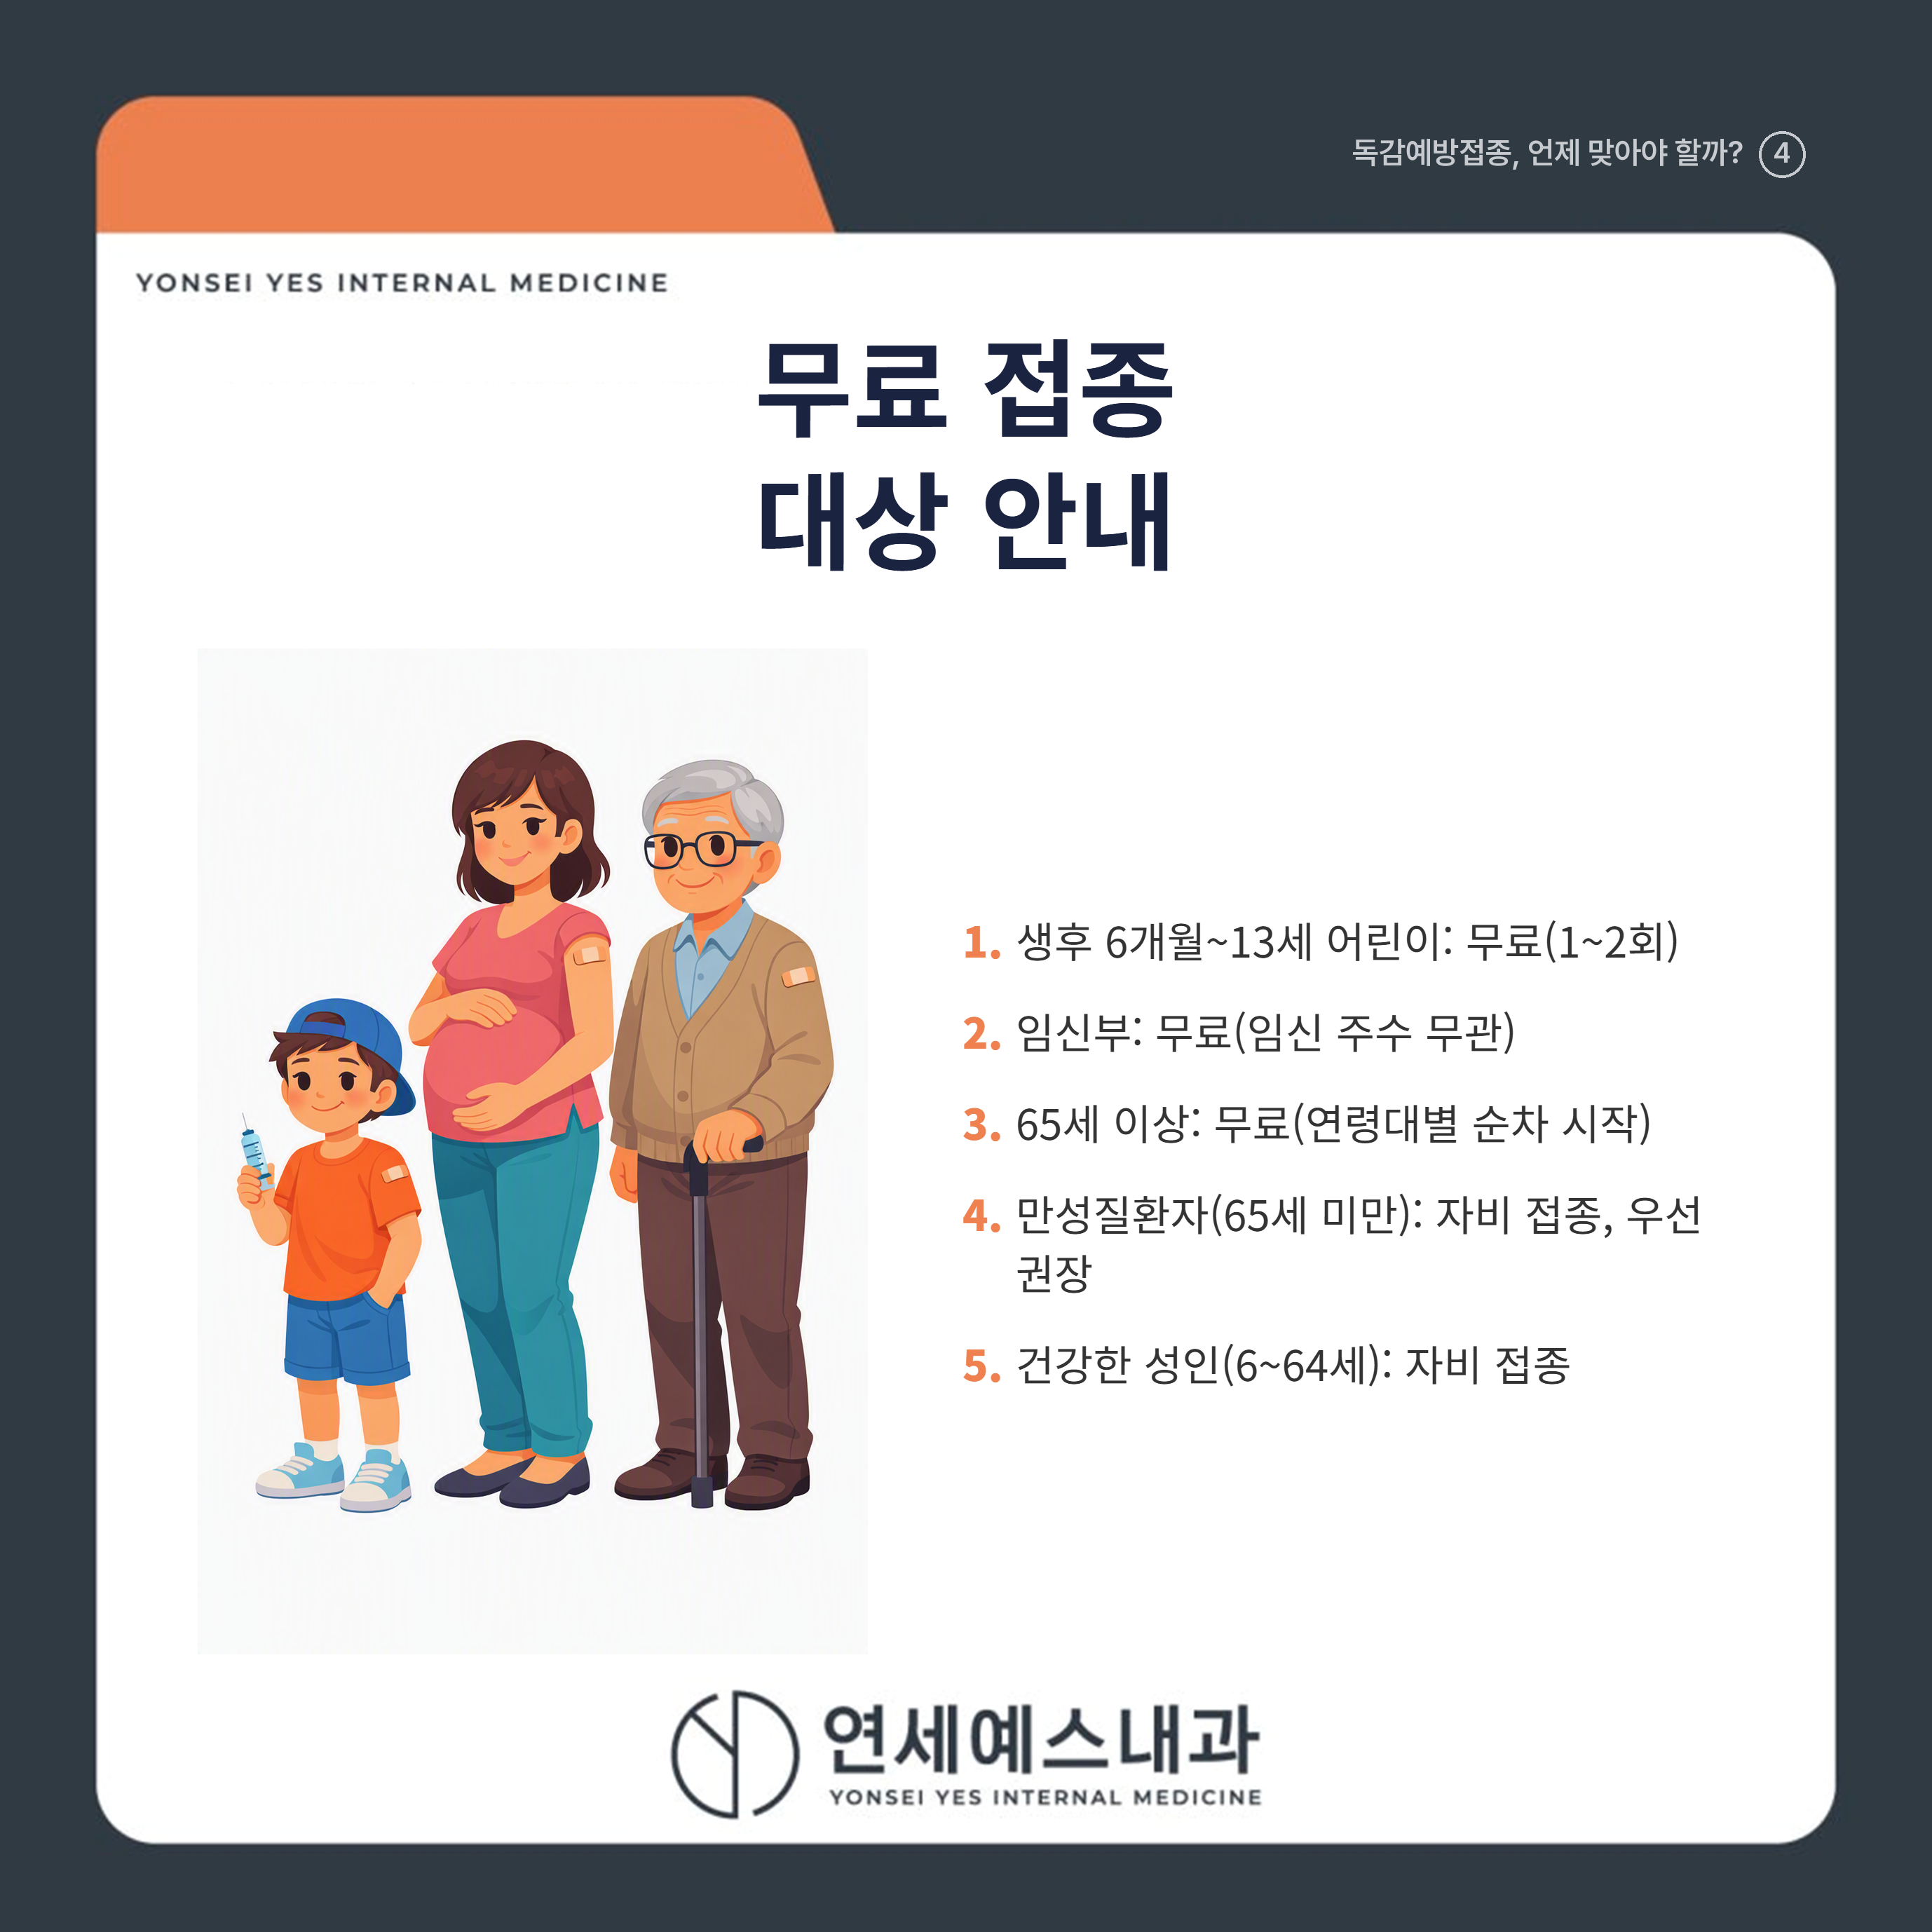 독감예방접종, 언제 맞아야 할까? ④
YONSEI YES INTERNAL MEDICINE
무료 접종
대상 안내
1. 생후 6개월~13세 어린이: 무료(1~2회)
2. 임신부: 무료(임신 주수 무관)
3. 65세 이상: 무료(연령대별 순차 시작)
4. 만성질환자(65세 미만): 자비 접종, 우선
권장
5. 건강한 성인(6~64세): 자비 접종
연세예스내과
YONSEI YES INTERNAL MEDICINE